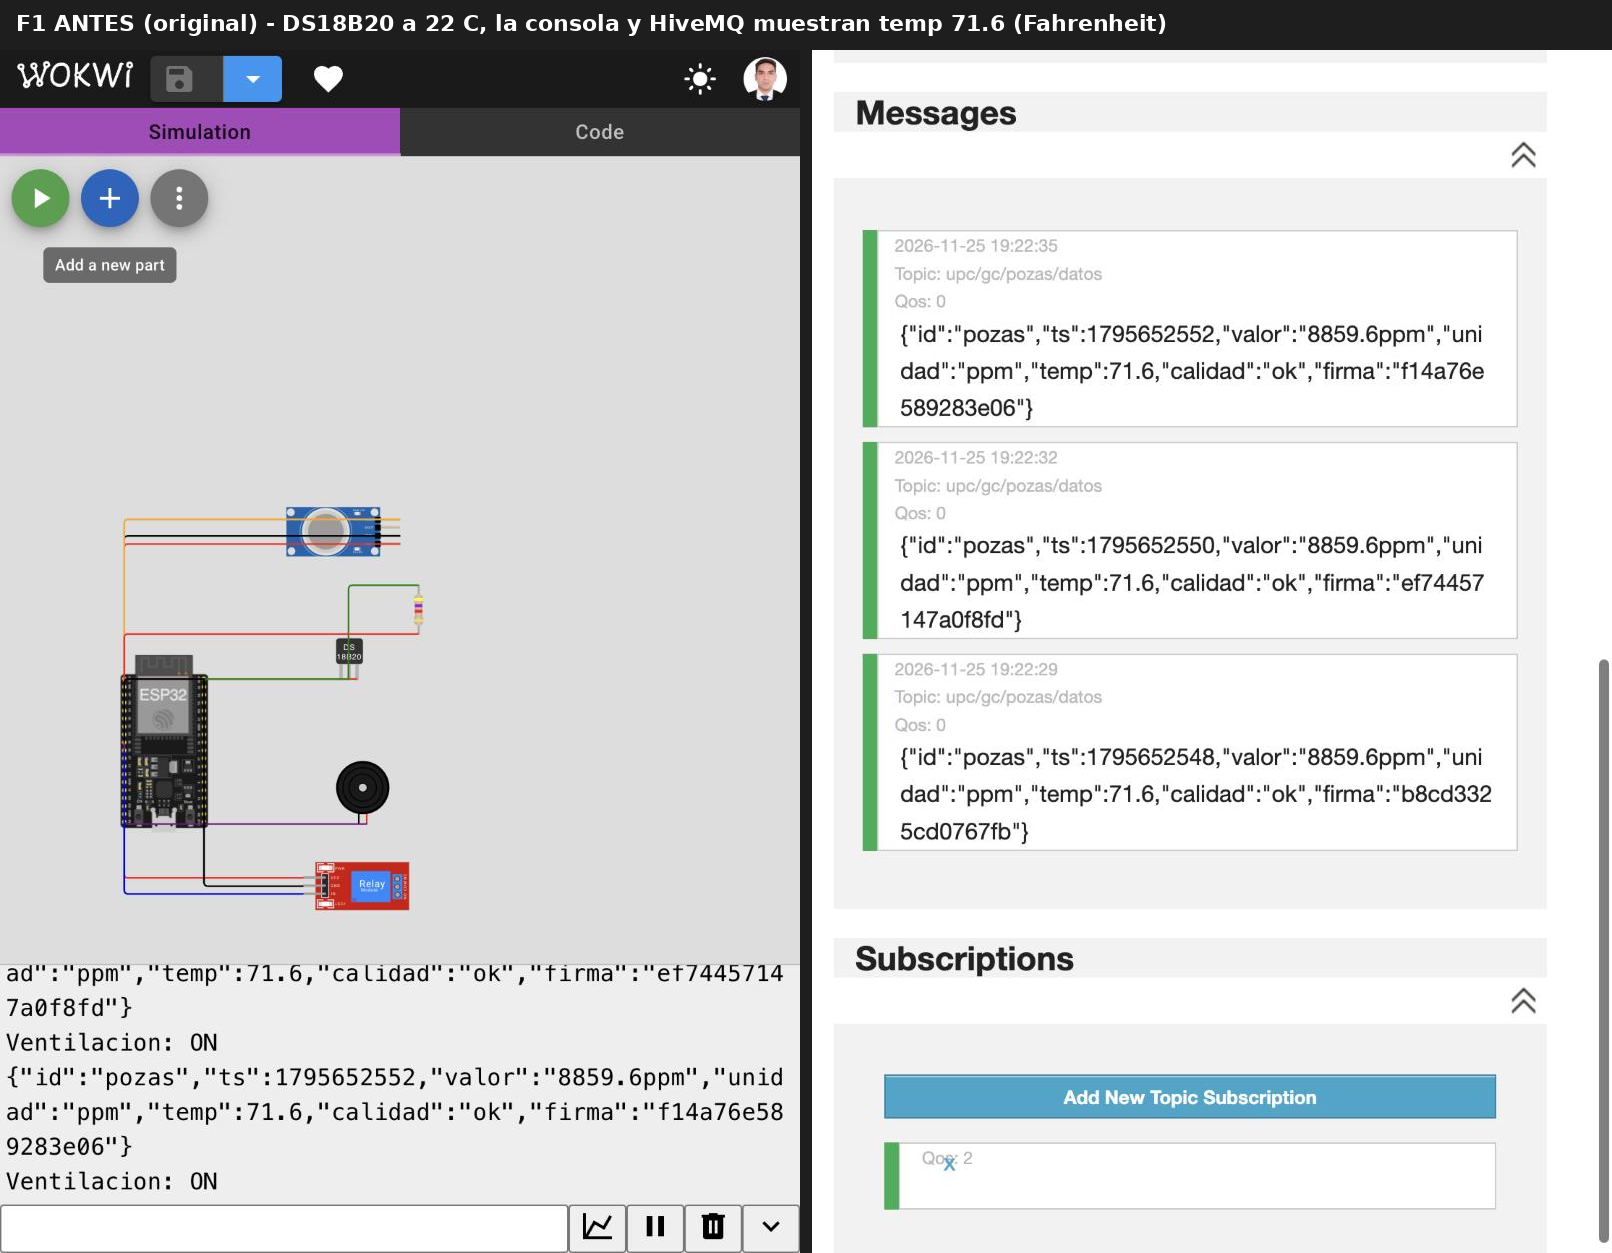 F1 ANTES (original) - DS18B20 a 22 C, la consola y HiveMQ muestran temp 71.6 (Fahrenheit)
WOKWi
Simulation
Code
Add a new part
DS
18B20
ESP32
Relay
Module
ad":"ppm","temp":71.6,"calidad":"ok","firma":"ef7445714
7a0f8fd"}
Ventilacion: ON
{"id":"pozas","ts":1795652552,"valor":"8859.6ppm","unid
ad":"ppm","temp":71.6,"calidad":"ok","firma":"f14a76e58
9283e06"}
Ventilacion: ON
Messages
2026-11-25 19:22:35
Topic: upc/gc/pozas/datos
Qos: 0
{"id":"pozas","ts":1795652552,"valor":"8859.6ppm","uni
dad":"ppm","temp":71.6,"calidad":"ok","firma":"f14a76e
589283e06"}
2026-11-25 19:22:32
Topic: upc/gc/pozas/datos
Qos: 0
{"id":"pozas","ts":1795652550,"valor":"8859.6ppm","uni
dad":"ppm","temp":71.6,"calidad":"ok","firma":"ef74457
147a0f8fd"}
2026-11-25 19:22:29
Topic: upc/gc/pozas/datos
Qos: 0
{"id":"pozas","ts":1795652548,"valor":"8859.6ppm","uni
dad":"ppm","temp":71.6,"calidad":"ok","firma":"b8cd332
5cd0767fb"}
Subscriptions
Add New Topic Subscription
Qos: 2
x